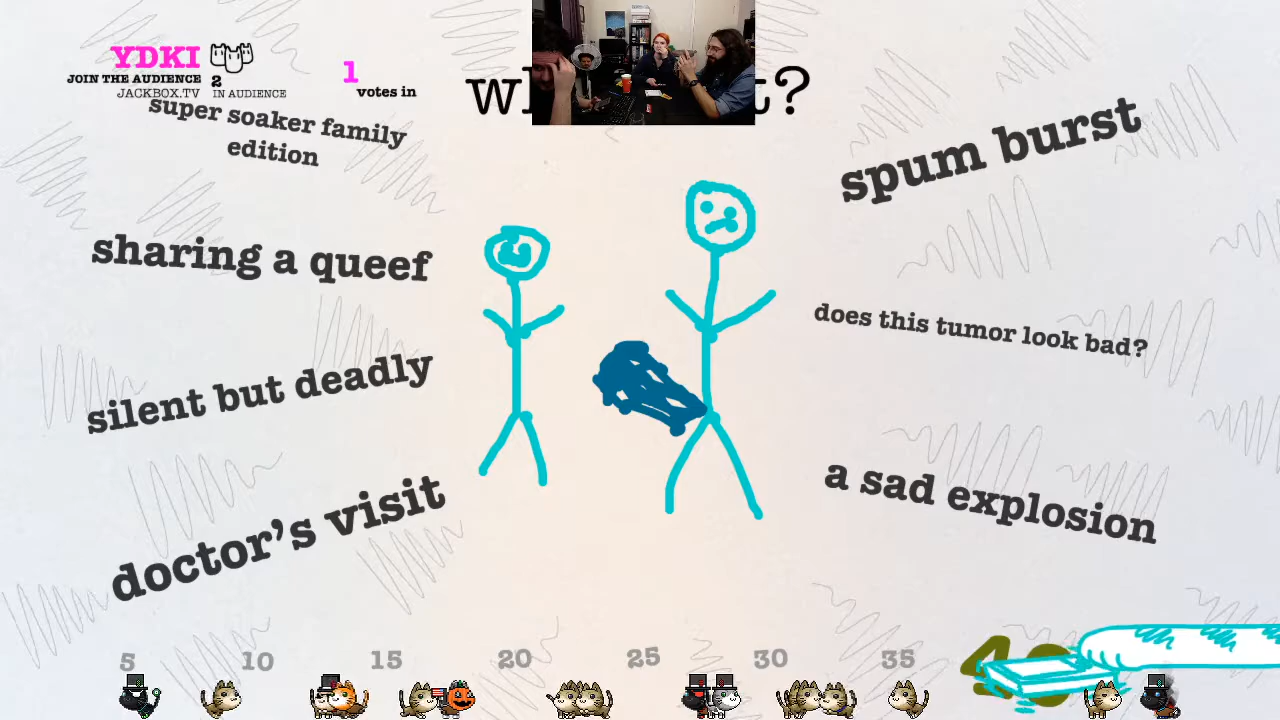 YDKI
JOIN THE AUDIENCE
JACKBOX.TV
2
IN AUDIENCE
1
votes in
super soaker family
edition
sharing a queef
silent but deadly
doctor's visit
spum burst
does this tumor look bad?
a sad explosion
5 10 15 20 25 30 35